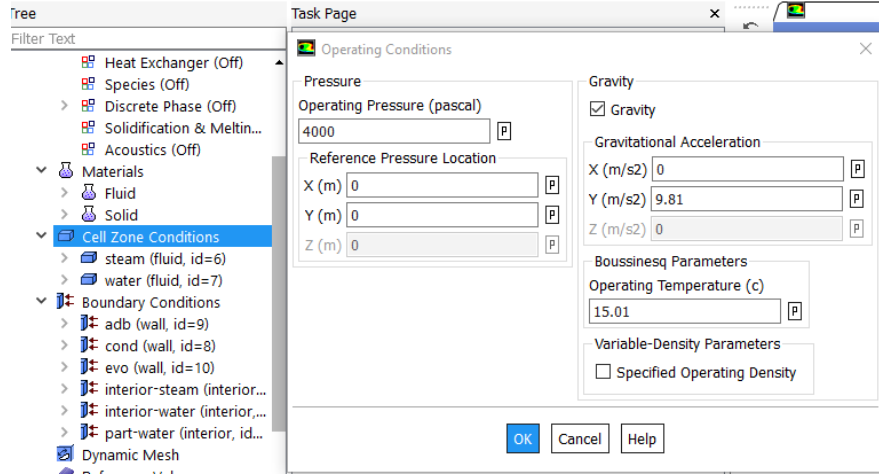 Tree
Filter Text
Heat Exchanger (Off)
Species (Off)
Discrete Phase (Off)
Solidification & Meltin...
Acoustics (Off)
Materials
Fluid
Solid
Cell Zone Conditions
steam (fluid, id=6)
water (fluid, id=7)
Boundary Conditions
adb (wall, id=9)
cond (wall, id=8)
evo (wall, id=10)
interior-steam (interior...
interior-water (interior,...
part-water (interior, id...
Dynamic Mesh
Task Page
Operating Conditions
Pressure
Operating Pressure (pascal)
4000 P
Reference Pressure Location
X (m) 0 P
Y (m) 0 P
Z (m) 0 P
Gravity
Gravity
Gravitational Acceleration
X (m/s2) 0 P
Y (m/s2) 9.81 P
Z (m/s2) 0 P
Boussinesq Parameters
Operating Temperature (c)
15.01 P
Variable-Density Parameters
Specified Operating Density
OK Cancel Help